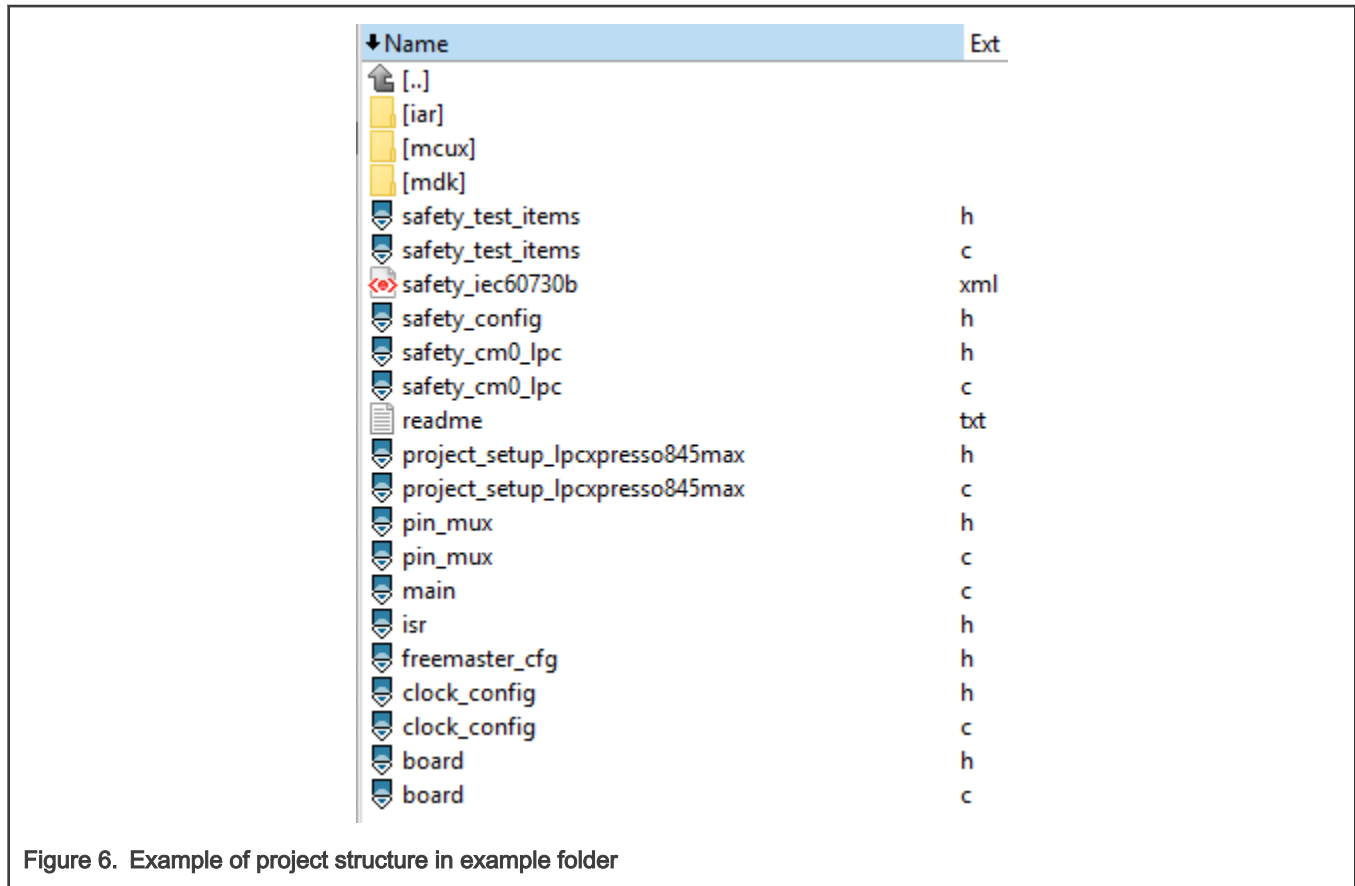 Name Ext
[..]
[iar]
[mcux]
[mdk]
safety_test_items h
safety_test_items c
safety_iec60730b xml
safety_config h
safety_cm0_lpc h
safety_cm0_lpc c
readme txt
project_setup_lpcxpresso845max h
project_setup_lpcxpresso845max c
pin_mux h
pin_mux c
main c
isr h
freemaster_cfg h
clock_config h
clock_config c
board h
board c
Figure 6. Example of project structure in example folder